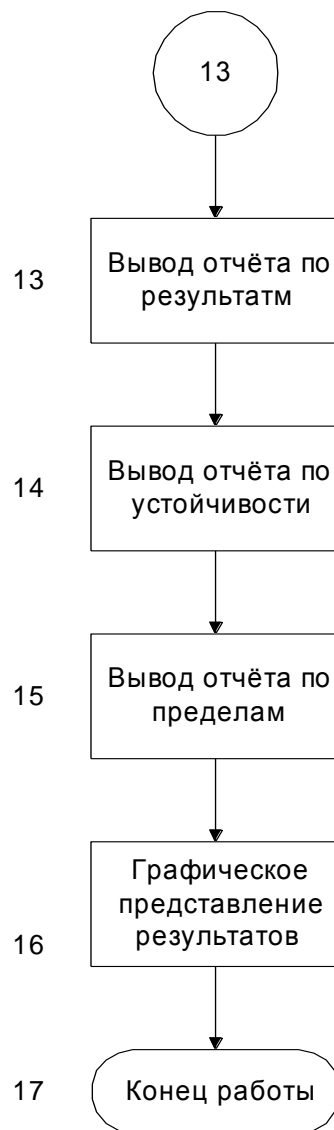 13
13
Вывод отчёта по
результатм
14
Вывод отчёта по
устойчивости
15
Вывод отчёта по
пределам
Графическое
представление
16
результатов
17
Конец работы